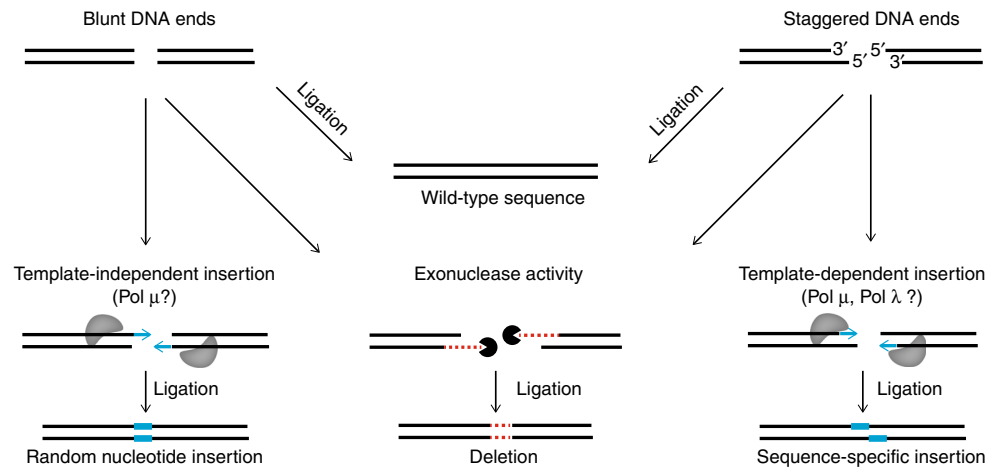 Blunt DNA ends
Staggered DNA ends
3′ 5′
5′ 3′
Ligation
Ligation
Wild-type sequence
Template-independent insertion
(Pol μ?)
Exonuclease activity
Template-dependent insertion
(Pol μ, Pol λ ?)
Ligation
Ligation
Ligation
Random nucleotide insertion
Deletion
Sequence-specific insertion